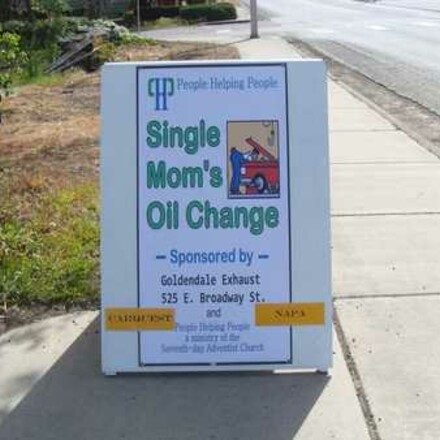 PHP People Helping People
Single
Mom's
Oil Change
— Sponsored by —
Goldendale Exhaust
525 E. Broadway St.
and
CARQUEST
NAPA
People Helping People
a ministry of the
Seventh-day Adventist Church